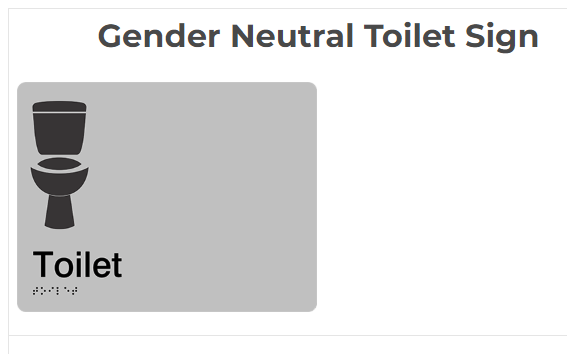 Gender Neutral Toilet Sign
Toilet
⠞⠕⠊⠇⠑⠞